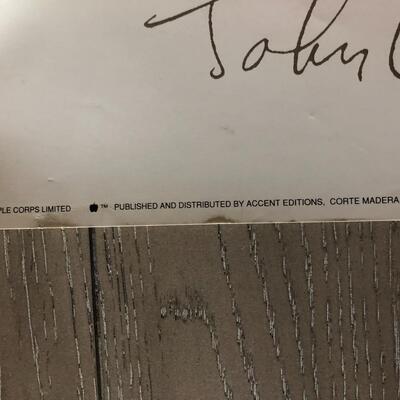 John
PLE CORPS LIMITED ™ PUBLISHED AND DISTRIBUTED BY ACCENT EDITIONS, CORTE MADERA